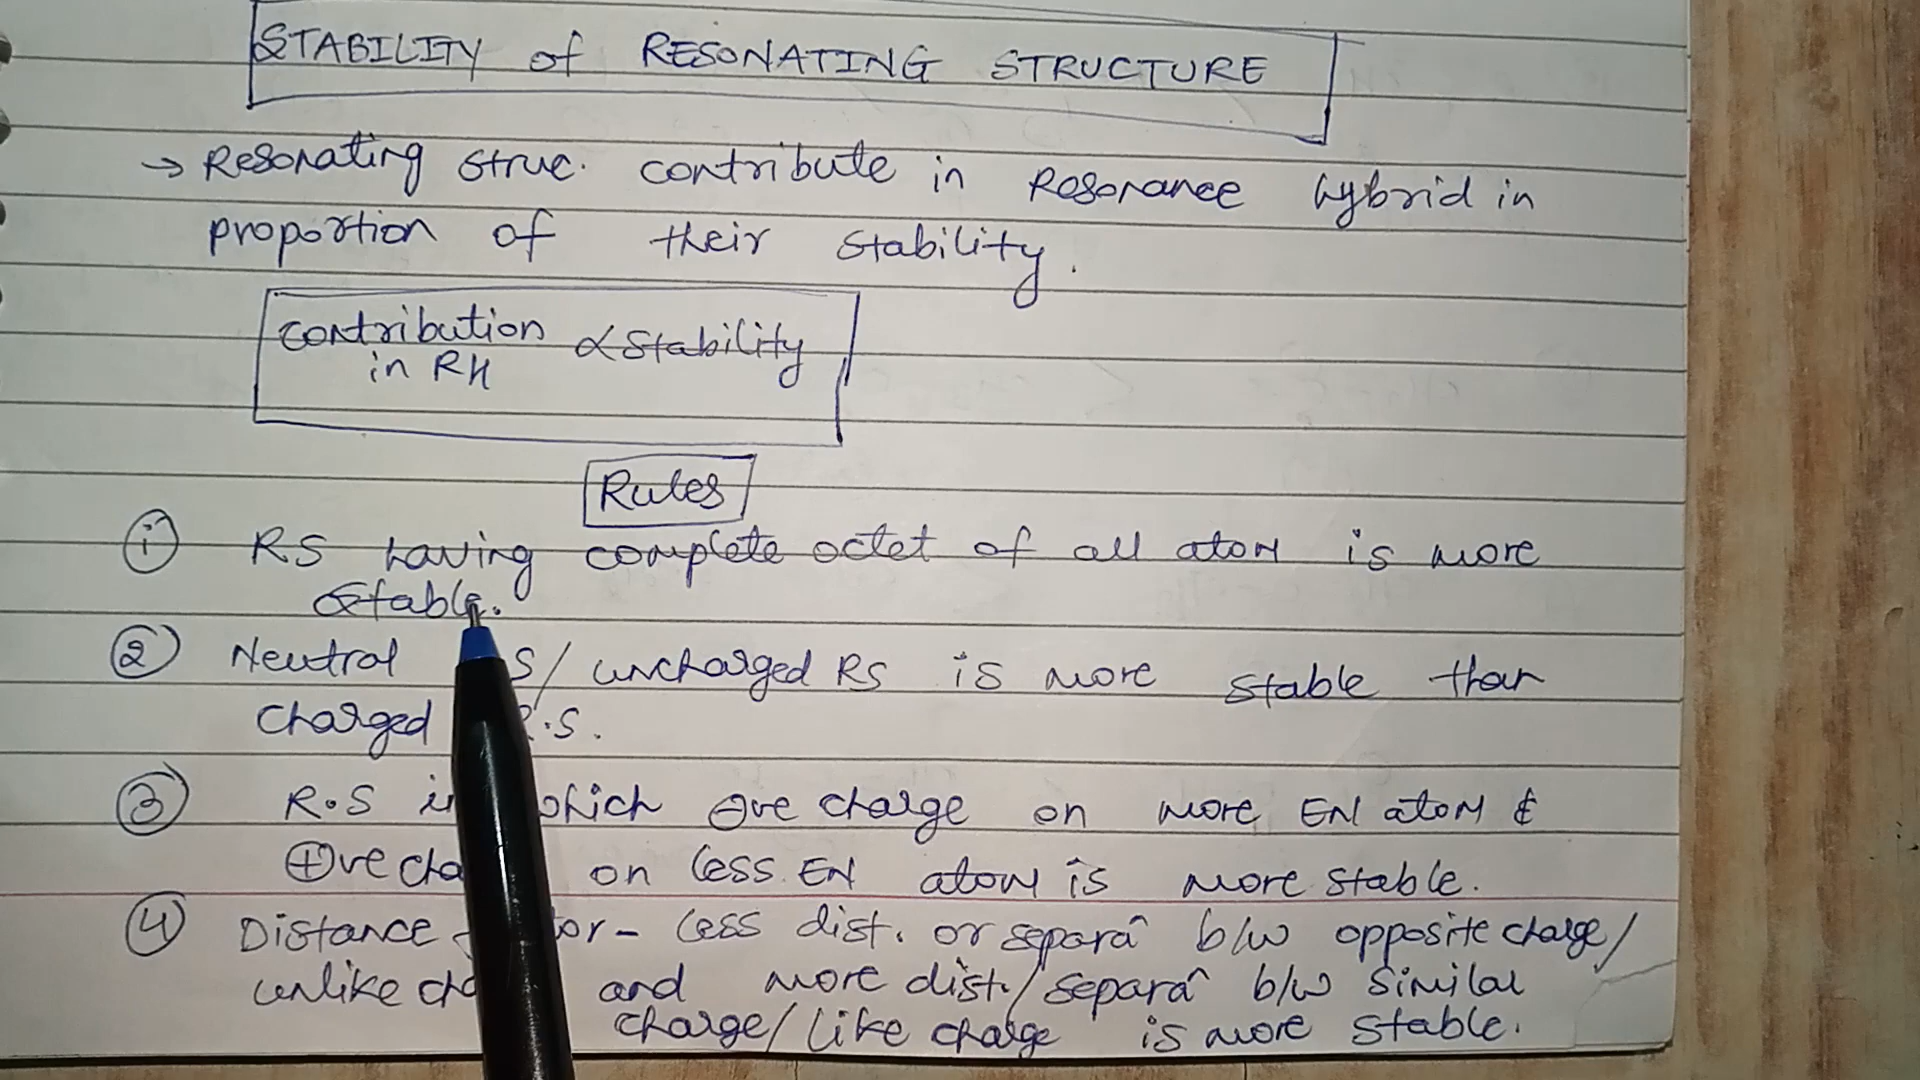 STABILITY of RESONATING STRUCTURE
→ Resonating struc. contribute in Resonance hybrid in
proportion of their stability.
contribution ∝ stability
in RH
Rules
① RS having complete octet of all atom is more
stable.
② Neutral S/ uncharged RS is more stable than
charged R.S.
③ R.S in which ⊖ve charge on more EN atom &
⊕ve cha on less EN atom is more stable.
④ Distance or - less dist. or separaⁿ b/w opposite charge/
unlike cha and more dist./separaⁿ b/w similar
charge/like charge is more stable.